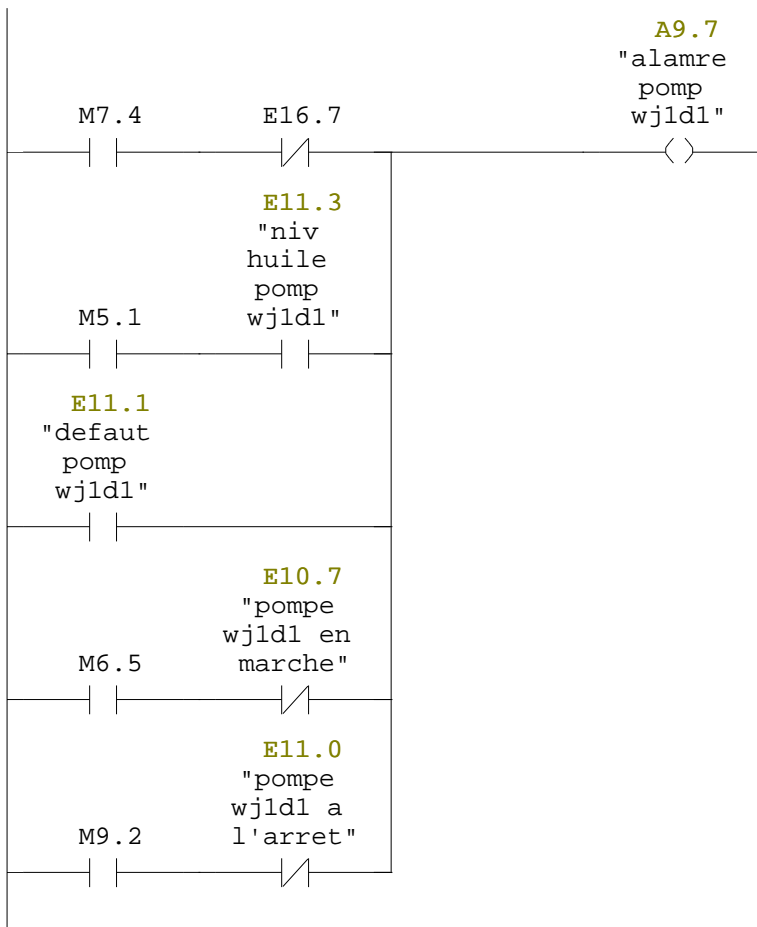 A9.7
"alamre
pomp
wj1d1"
M7.4 E16.7
E11.3
"niv
huile
pomp
M5.1 wj1d1"
E11.1
"defaut
pomp
wj1d1"
E10.7
"pompe
wj1d1 en
M6.5 marche"
E11.0
"pompe
wj1d1 a
M9.2 l'arret"